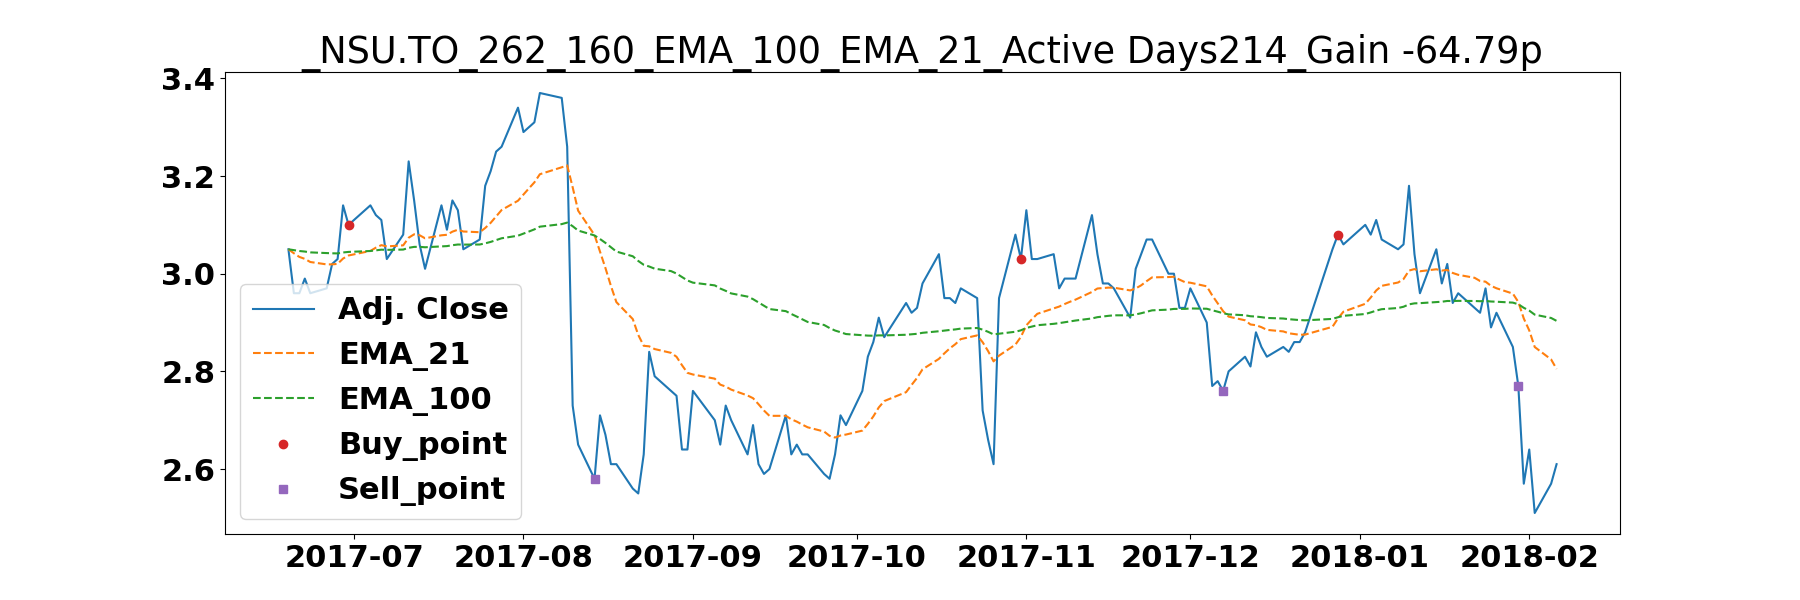 _NSU.TO_262_160_EMA_100_EMA_21_Active Days214_Gain -64.79p
3.4
3.2
3.0
2.8
2.6
Adj. Close
EMA_21
EMA_100
Buy_point
Sell_point
2017-07 2017-08 2017-09 2017-10 2017-11 2017-12 2018-01 2018-02